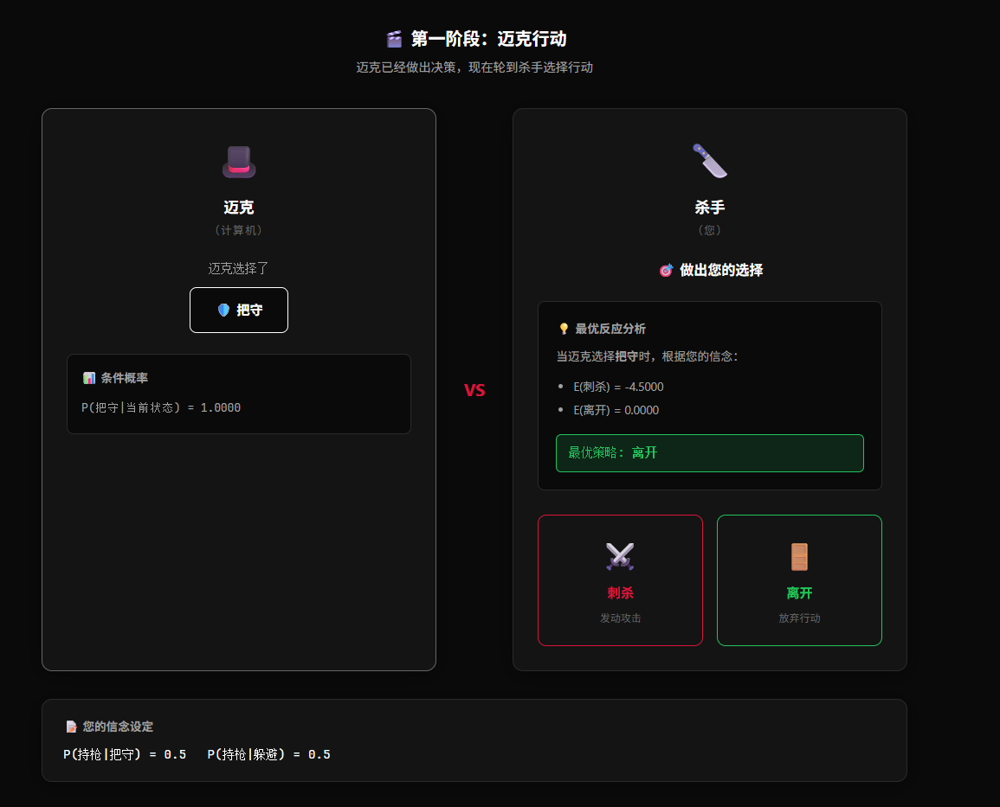 第一阶段：迈克行动
迈克已经做出决策，现在轮到杀手选择行动
迈克
（计算机）
迈克选择了
把守
条件概率
P(把守|当前状态) = 1.0000
VS
杀手
（您）
做出您的选择
最优反应分析
当迈克选择把守时，根据您的信念：
E(刺杀) = -4.5000
E(离开) = 0.0000
最优策略: 离开
刺杀
发动攻击
离开
放弃行动
您的信念设定
P(持枪|把守) = 0.5 P(持枪|躲避) = 0.5